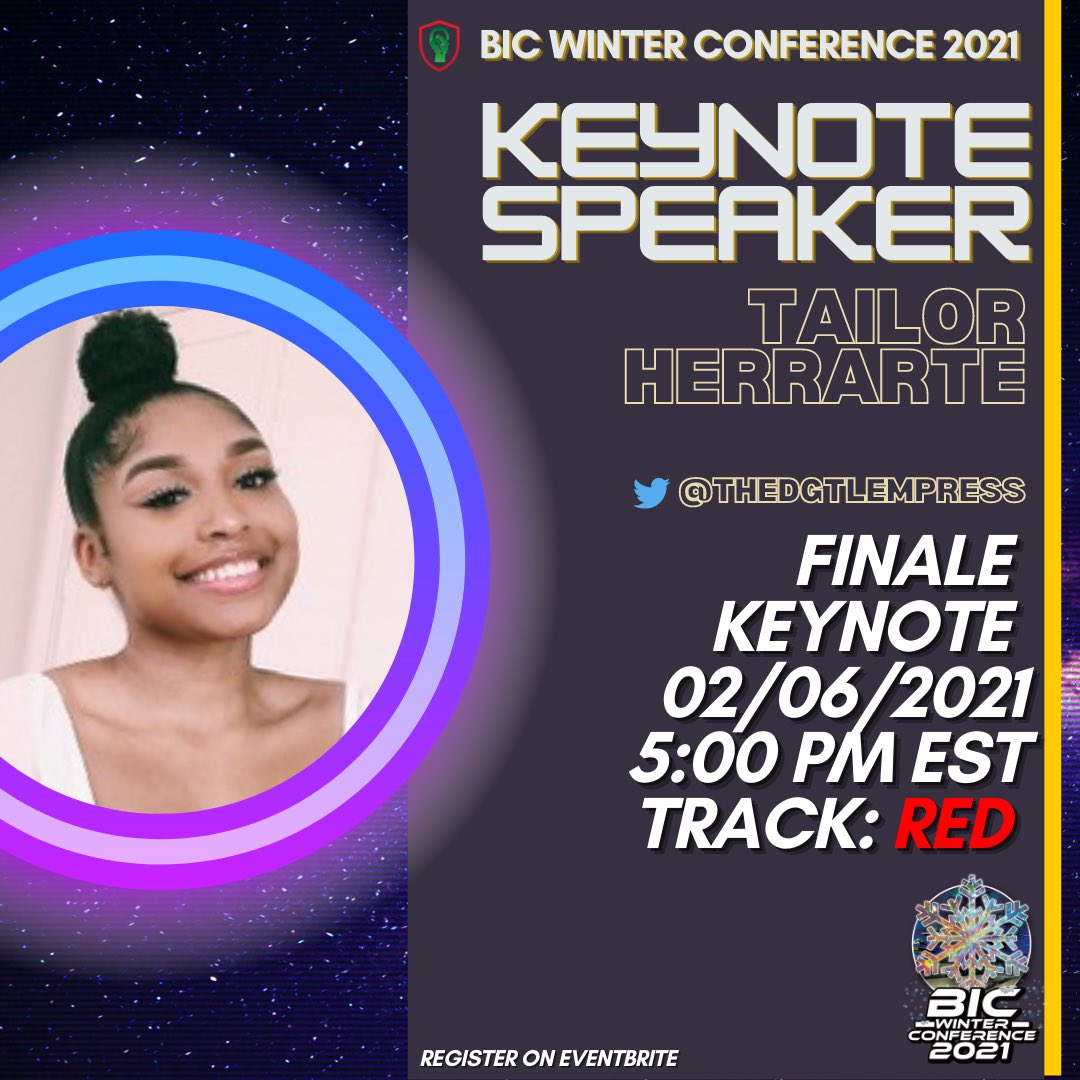 BIC WINTER CONFERENCE 2021
KEYNOTE
SPEAKER
TAILOR
HERRARTE
@THEDGTLEMPRESS
FINALE
KEYNOTE
02/06/2021
5:00 PM EST
TRACK: RED
BIC
WINTER
CONFERENCE
2021
REGISTER ON EVENTBRITE